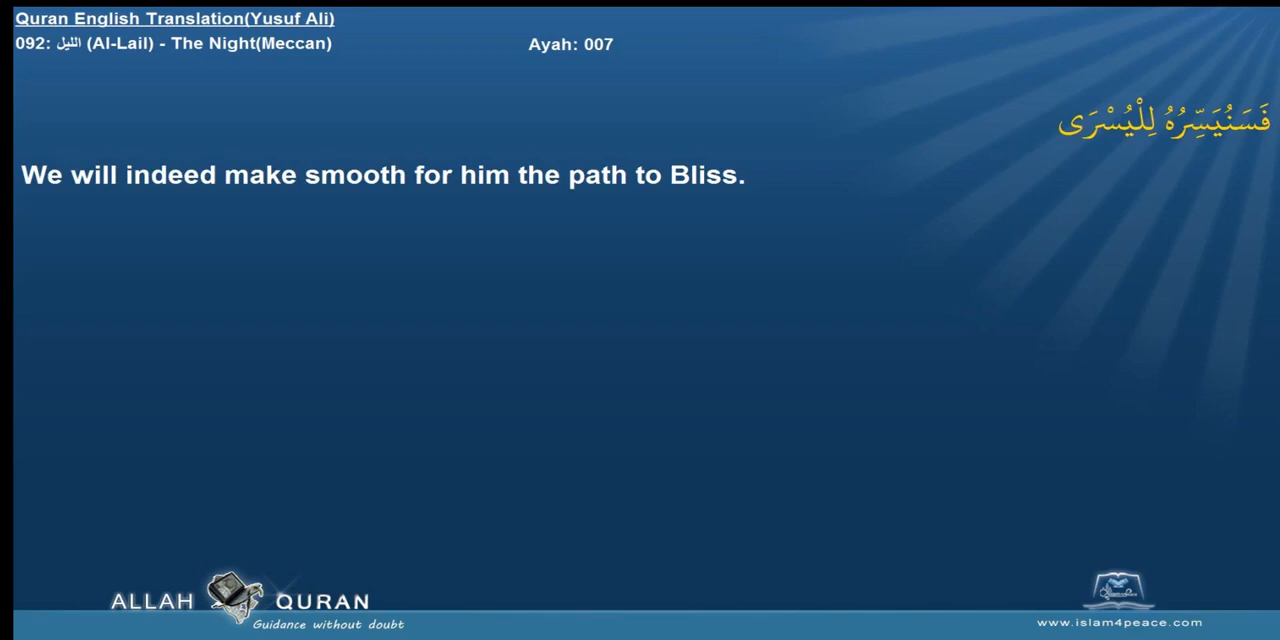 Quran English Translation(Yusuf Ali)
092: الليل (Al-Lail) - The Night(Meccan)
Ayah: 007
فَسَنُيَسِّرُهُ لِلْيُسْرَى
We will indeed make smooth for him the path to Bliss.
ALLAH QURAN
Guidance without doubt
www.islam4peace.com